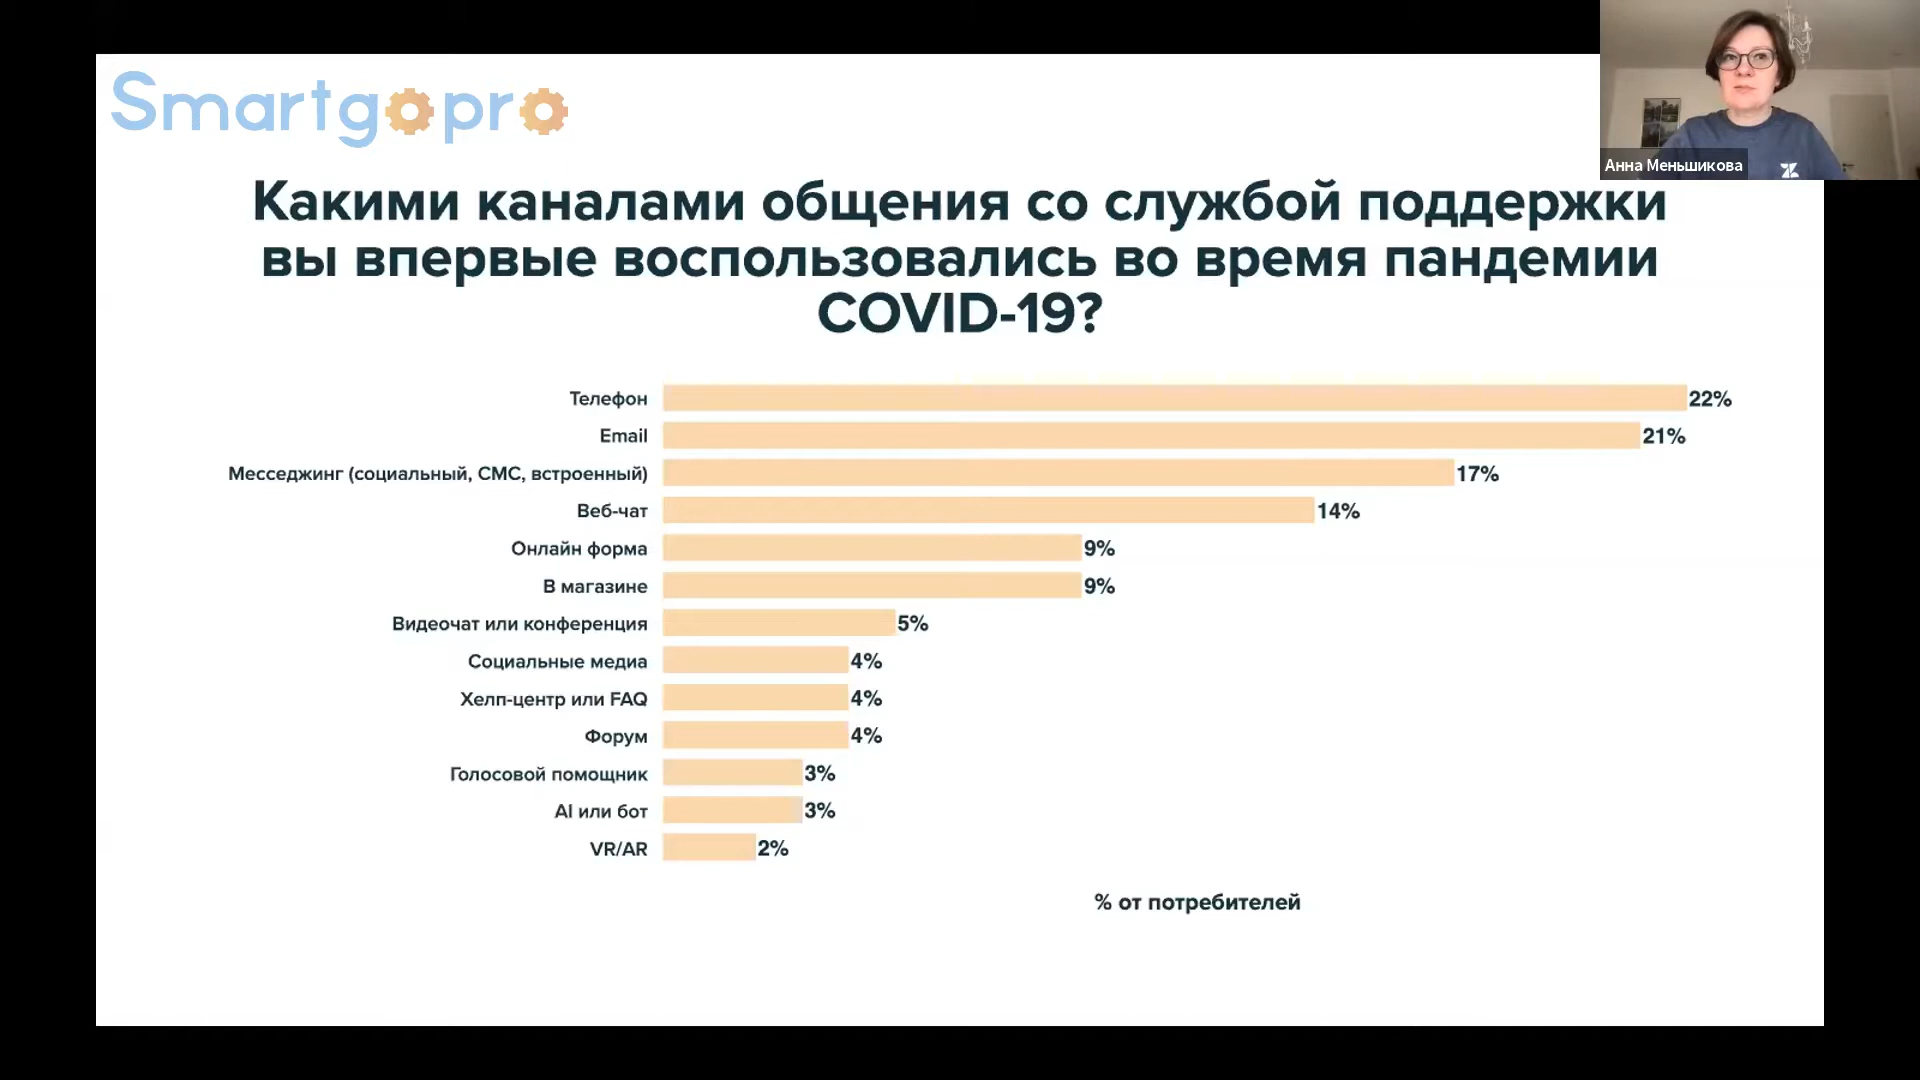 Smartgopro
Анна Меньшикова
Какими каналами общения со службой поддержки
вы впервые воспользовались во время пандемии
COVID-19?
Телефон 22%
Email 21%
Месседжинг (социальный, СМС, встроенный) 17%
Веб-чат 14%
Онлайн форма 9%
В магазине 9%
Видеочат или конференция 5%
Социальные медиа 4%
Хелп-центр или FAQ 4%
Форум 4%
Голосовой помощник 3%
AI или бот 3%
VR/AR 2%
% от потребителей